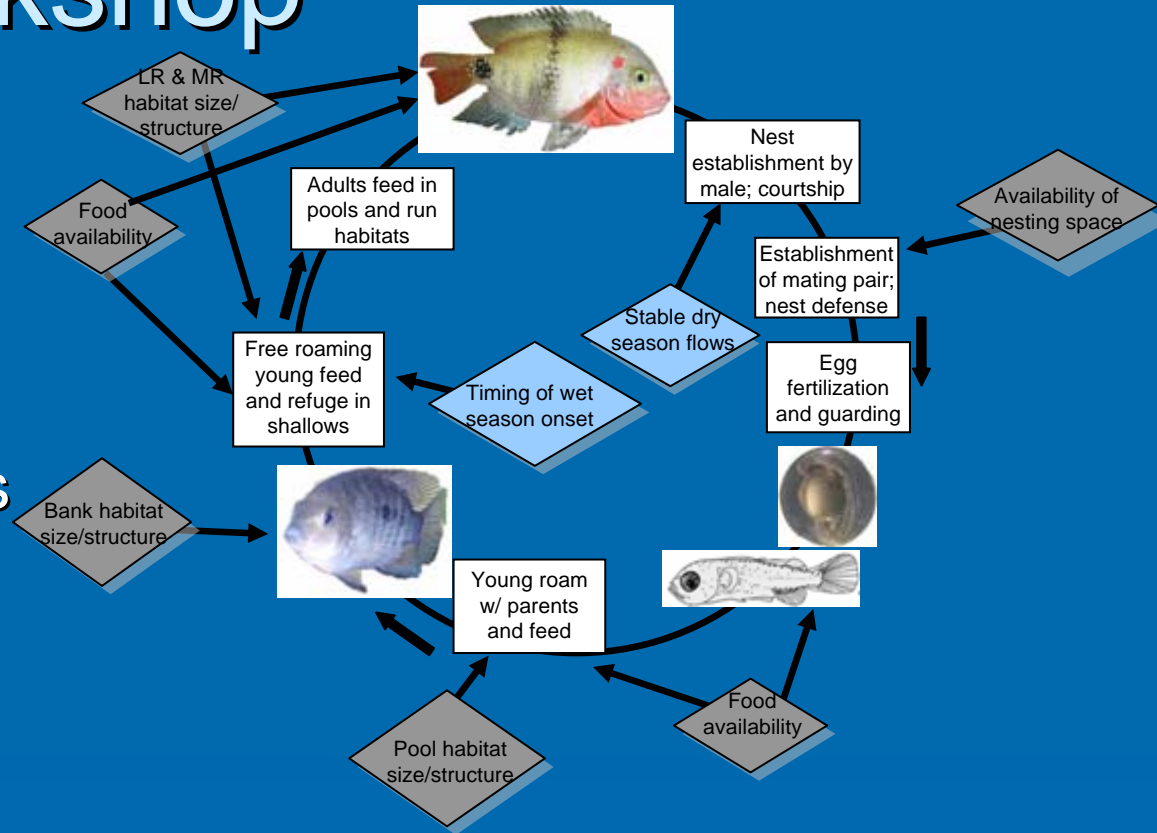 LR & MR
habitat size/
structure
Food
availability
Adults feed in
pools and run
habitats
Nest
establishment by
male; courtship
Availability of
nesting space
Establishment
of mating pair;
nest defense
Stable dry
season flows
Egg
fertilization
and guarding
Free roaming
young feed
and refuge in
shallows
Timing of wet
season onset
Bank habitat
size/structure
Young roam
w/ parents
and feed
Food
availability
Pool habitat
size/structure